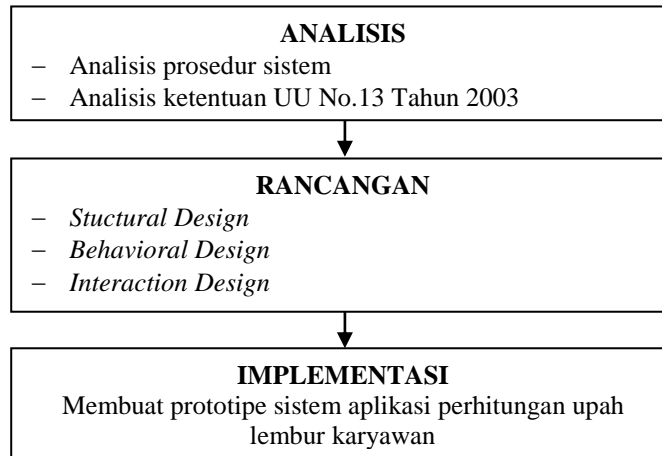 ANALISIS
– Analisis prosedur sistem
– Analisis ketentuan UU No.13 Tahun 2003
RANCANGAN
– Stuctural Design
– Behavioral Design
– Interaction Design
IMPLEMENTASI
Membuat prototipe sistem aplikasi perhitungan upah
lembur karyawan